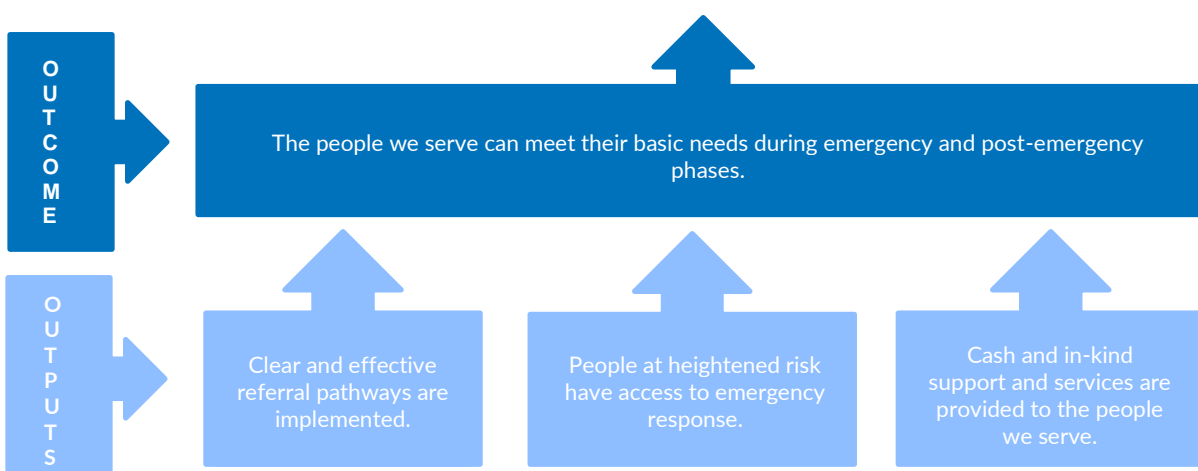 OUTCOME
The people we serve can meet their basic needs during emergency and post-emergency
phases.
OUTPUTS
Clear and effective
referral pathways are
implemented.
People at heightened risk
have access to emergency
response.
Cash and in-kind
support and services are
provided to the people
we serve.